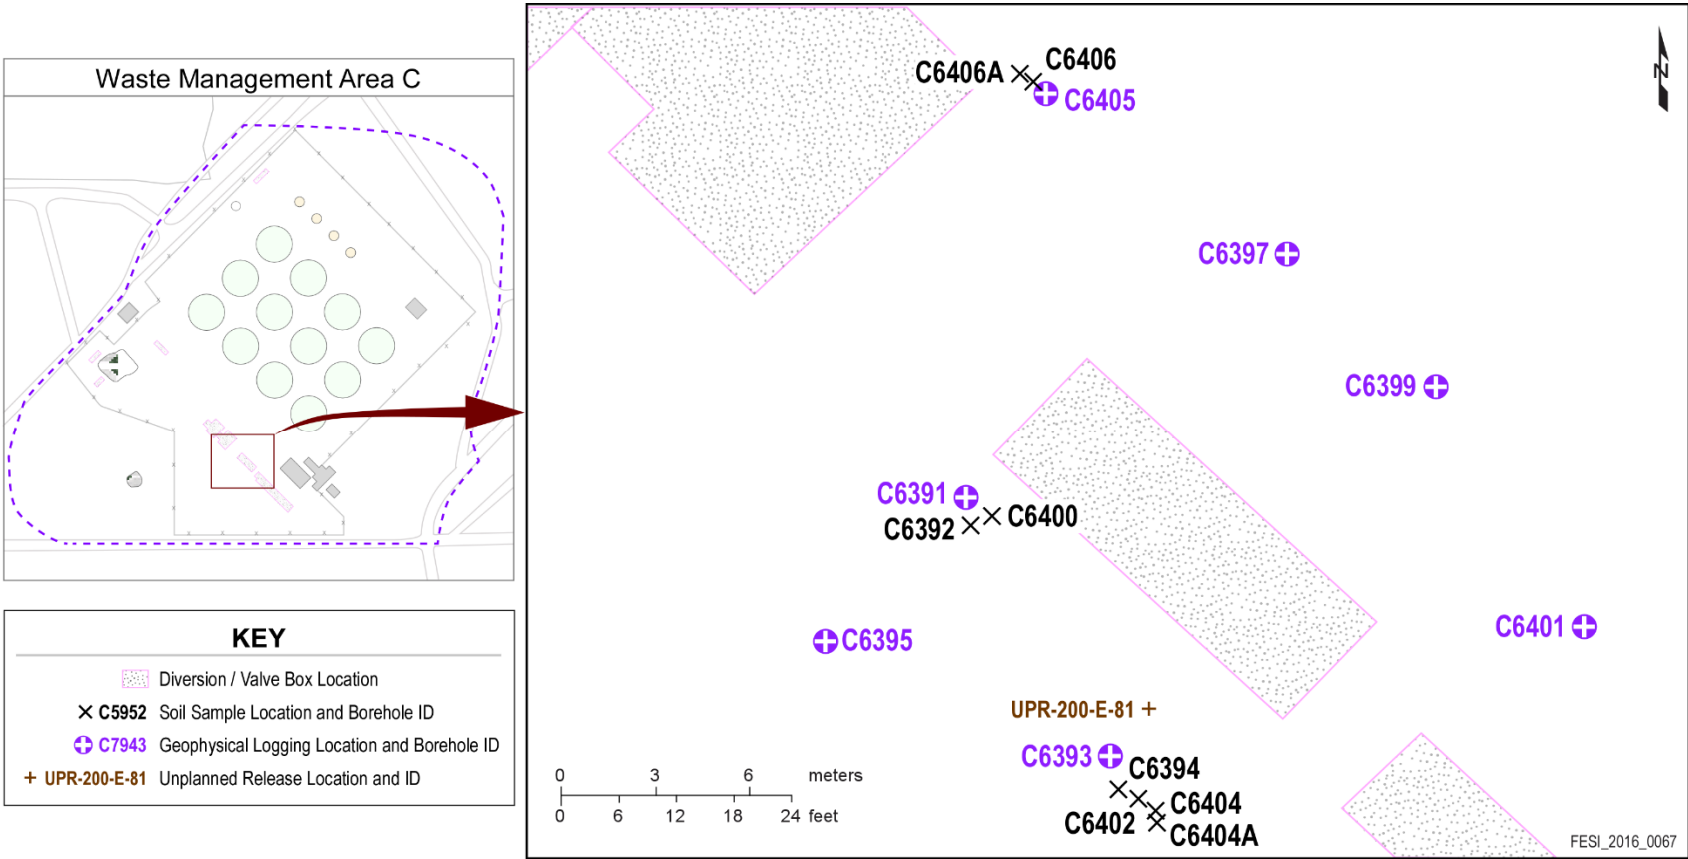 Waste Management Area C
KEY
Diversion / Valve Box Location
C5952 Soil Sample Location and Borehole ID
C7943 Geophysical Logging Location and Borehole ID
UPR-200-E-81 Unplanned Release Location and ID
N
C6406
C6406A
C6405
C6397
C6399
C6391
C6400
C6392
C6401
C6395
UPR-200-E-81
C6393
C6394
C6404
C6402
C6404A
0 3 6 meters
0 6 12 18 24 feet
FESI_2016_0067